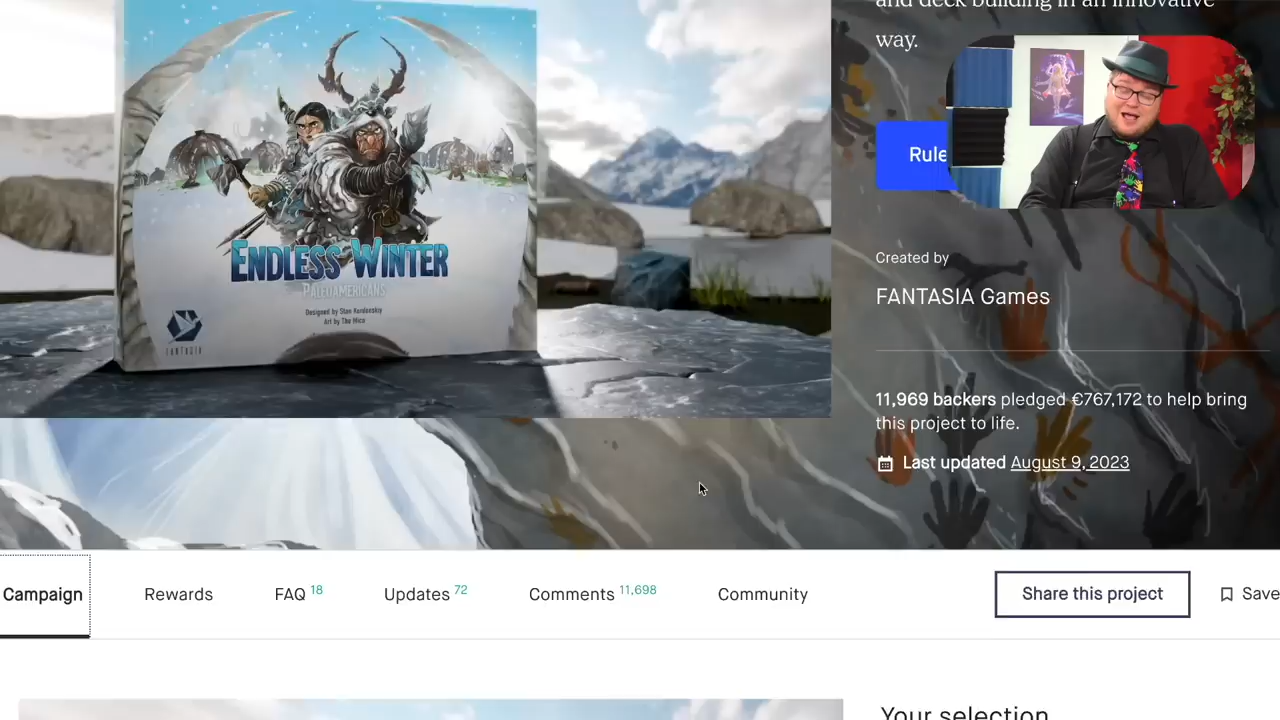 and deck building in an innovative
way.
Rule
ENDLESS WINTER
PALEOAMERICANS
Designed by Stan Kordonskiy
Art by The Mico
FANTASIA
Created by
FANTASIA Games
11,969 backers pledged €767,172 to help bring
this project to life.
Last updated August 9, 2023
Campaign
Rewards
FAQ 18
Updates 72
Comments 11,698
Community
Share this project
Save
Your selection